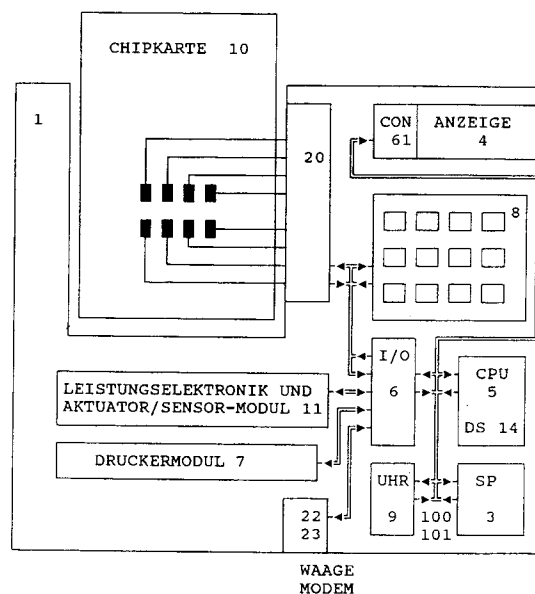 CHIPKARTE 10
1
CON
61
ANZEIGE
4
20
8
I/O
6
CPU
5
DS 14
LEISTUNGSELEKTRONIK UND
AKTUATOR/SENSOR-MODUL 11
DRUCKERMODUL 7
UHR
9
100
101
SP
3
22
23
WAAGE
MODEM